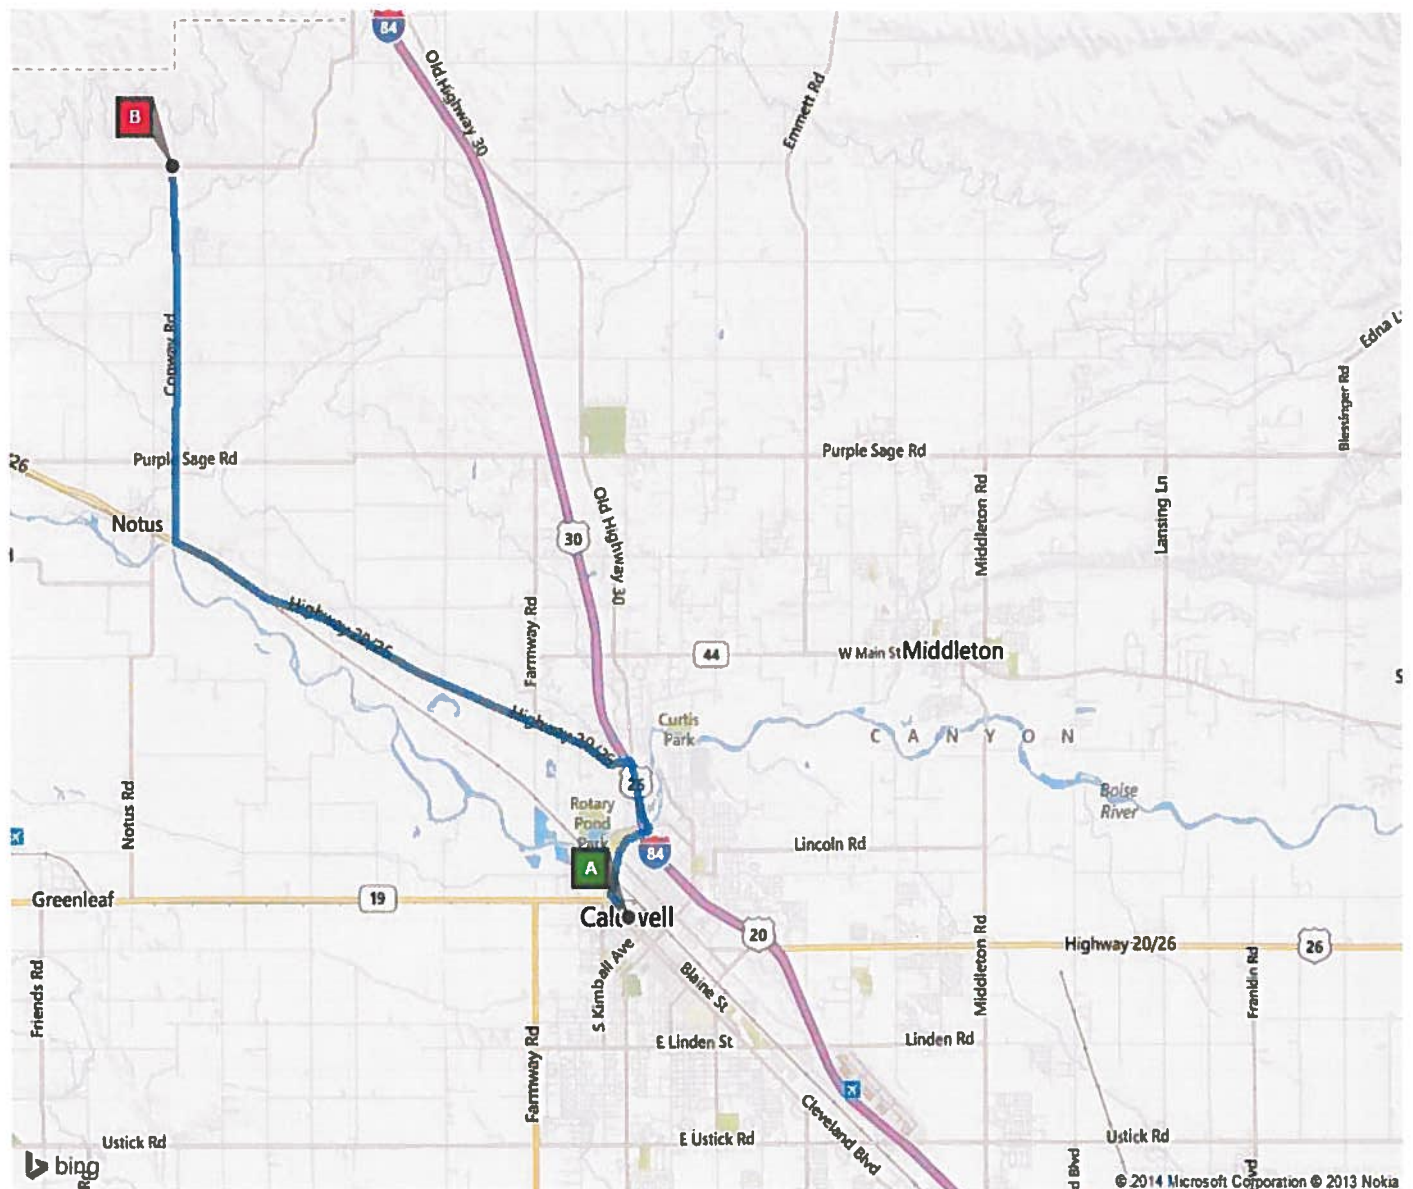 84
B
Old Highway 30
Emmett Rd
Conway Rd
Edna L
Blessinger Rd
26
Purple Sage Rd
Purple Sage Rd
Notus
Old Highway 30
Middleton Rd
Lansing Ln
30
Highway 20/26
Farmway Rd
44
W Main St
Middleton
S
Highway 20/26
Curtis
Park
CANYON
26
Boise
River
Rotary
Pond
Park
Notus Rd
Lincoln Rd
84
A
Greenleaf
19
Caldwell
20
Highway 20/26
26
S Kimball Ave
Blaine St
Middleton Rd
Franklin Rd
Friends Rd
E Linden St
Linden Rd
Farmway Rd
Cleveland Blvd
Ustick Rd
E Ustick Rd
Ustick Rd
bing
Rd
d Blvd
vd
© 2014 Microsoft Corporation © 2013 Nokia